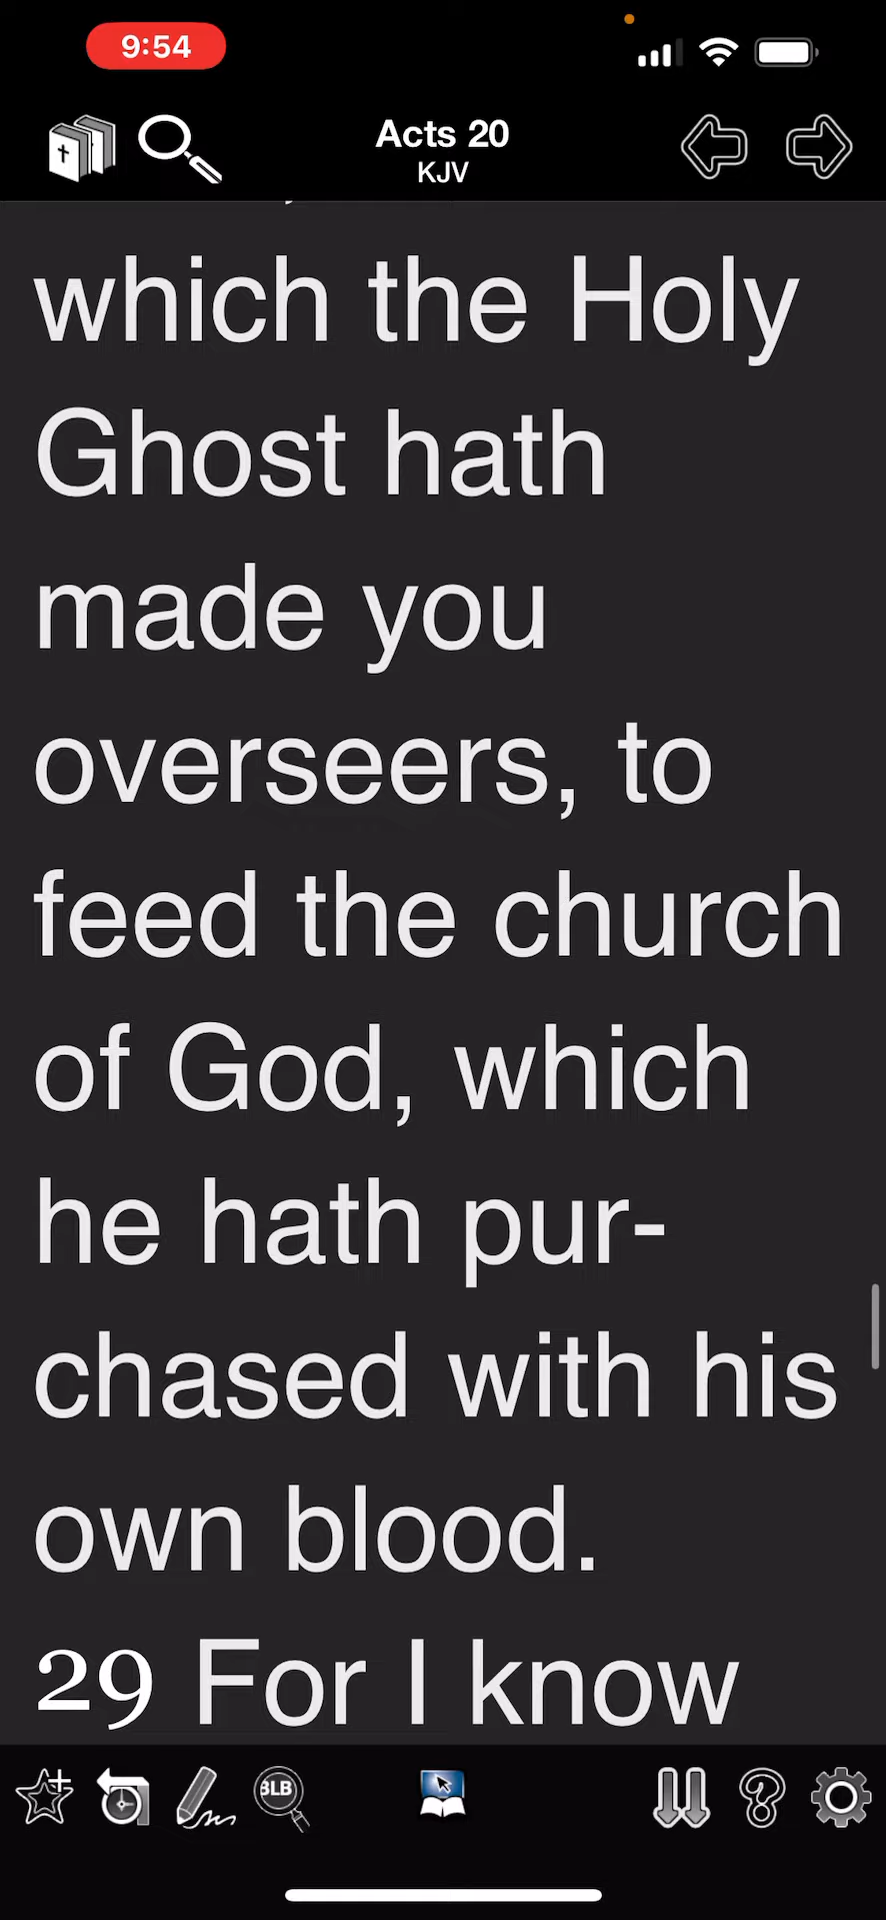 9:54
Acts 20
KJV
which the Holy
Ghost hath
made you
overseers, to
feed the church
of God, which
he hath pur-
chased with his
own blood.
29 For I know
BLB